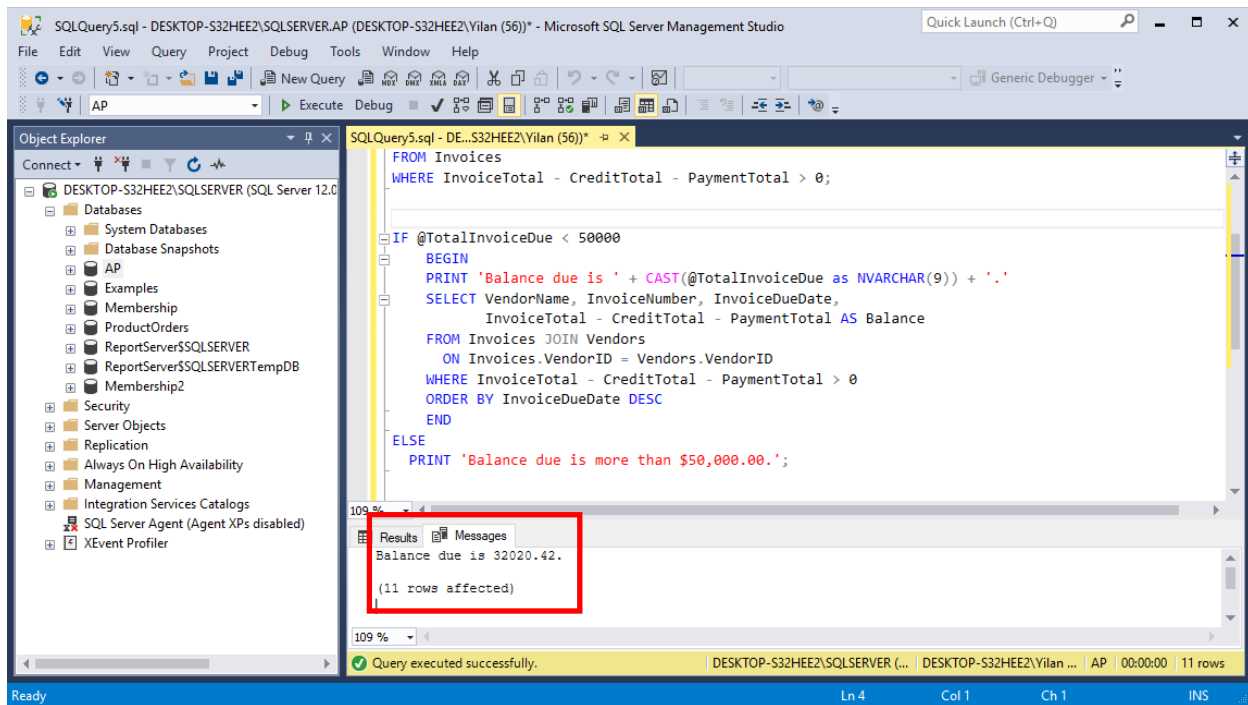 SQLQuery5.sql - DESKTOP-S32HEE2\SQLSERVER.AP (DESKTOP-S32HEE2\Yilan (56))* - Microsoft SQL Server Management Studio
Quick Launch (Ctrl+Q)
File Edit View Query Project Debug Tools Window Help
New Query MDX DMX XMLA DAX Generic Debugger
AP Execute Debug
Object Explorer
Connect
DESKTOP-S32HEE2\SQLSERVER (SQL Server 12.0
Databases
System Databases
Database Snapshots
AP
Examples
Membership
ProductOrders
ReportServer$SQLSERVER
ReportServer$SQLSERVERTempDB
Membership2
Security
Server Objects
Replication
Always On High Availability
Management
Integration Services Catalogs
SQL Server Agent (Agent XPs disabled)
XEvent Profiler
SQLQuery5.sql - DE...S32HEE2\Yilan (56))*
FROM Invoices
WHERE InvoiceTotal - CreditTotal - PaymentTotal > 0;
IF @TotalInvoiceDue < 50000
BEGIN
PRINT 'Balance due is ' + CAST(@TotalInvoiceDue as NVARCHAR(9)) + '.'
SELECT VendorName, InvoiceNumber, InvoiceDueDate,
InvoiceTotal - CreditTotal - PaymentTotal AS Balance
FROM Invoices JOIN Vendors
ON Invoices.VendorID = Vendors.VendorID
WHERE InvoiceTotal - CreditTotal - PaymentTotal > 0
ORDER BY InvoiceDueDate DESC
END
ELSE
PRINT 'Balance due is more than $50,000.00.';
109 %
Results Messages
Balance due is 32020.42.
(11 rows affected)
109 %
Query executed successfully. DESKTOP-S32HEE2\SQLSERVER (... DESKTOP-S32HEE2\Yilan ... AP 00:00:00 11 rows
Ready Ln 4 Col 1 Ch 1 INS